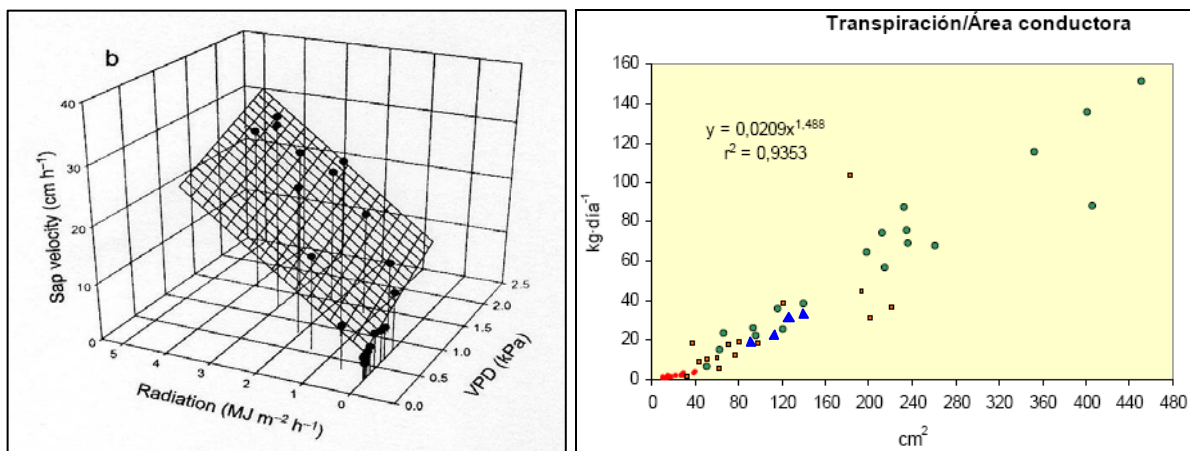 b
Sap velocity (cm h⁻¹)
40
30
20
10
0
5
4
3
2
1
0
Radiation (MJ m⁻² h⁻¹)
0.0
0.5
1.0
1.5
2.0
2.5
VPD (kPa)
Transpiración/Área conductora
kg·día⁻¹
160
140
120
100
80
60
40
20
0
y = 0,0209x^1,488
r² = 0,9353
0 40 80 120 160 200 240 280 320 360 400 440 480
cm²